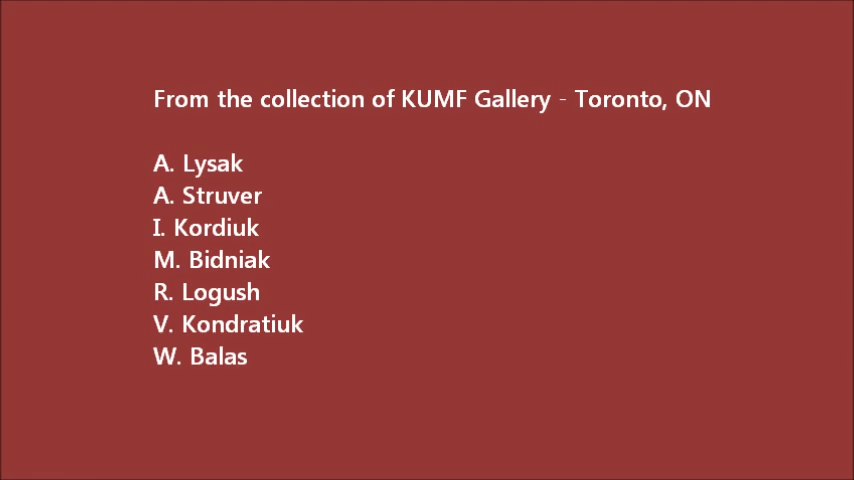 From the collection of KUMF Gallery - Toronto, ON
A. Lysak
A. Struver
I. Kordiuk
M. Bidniak
R. Logush
V. Kondratiuk
W. Balas